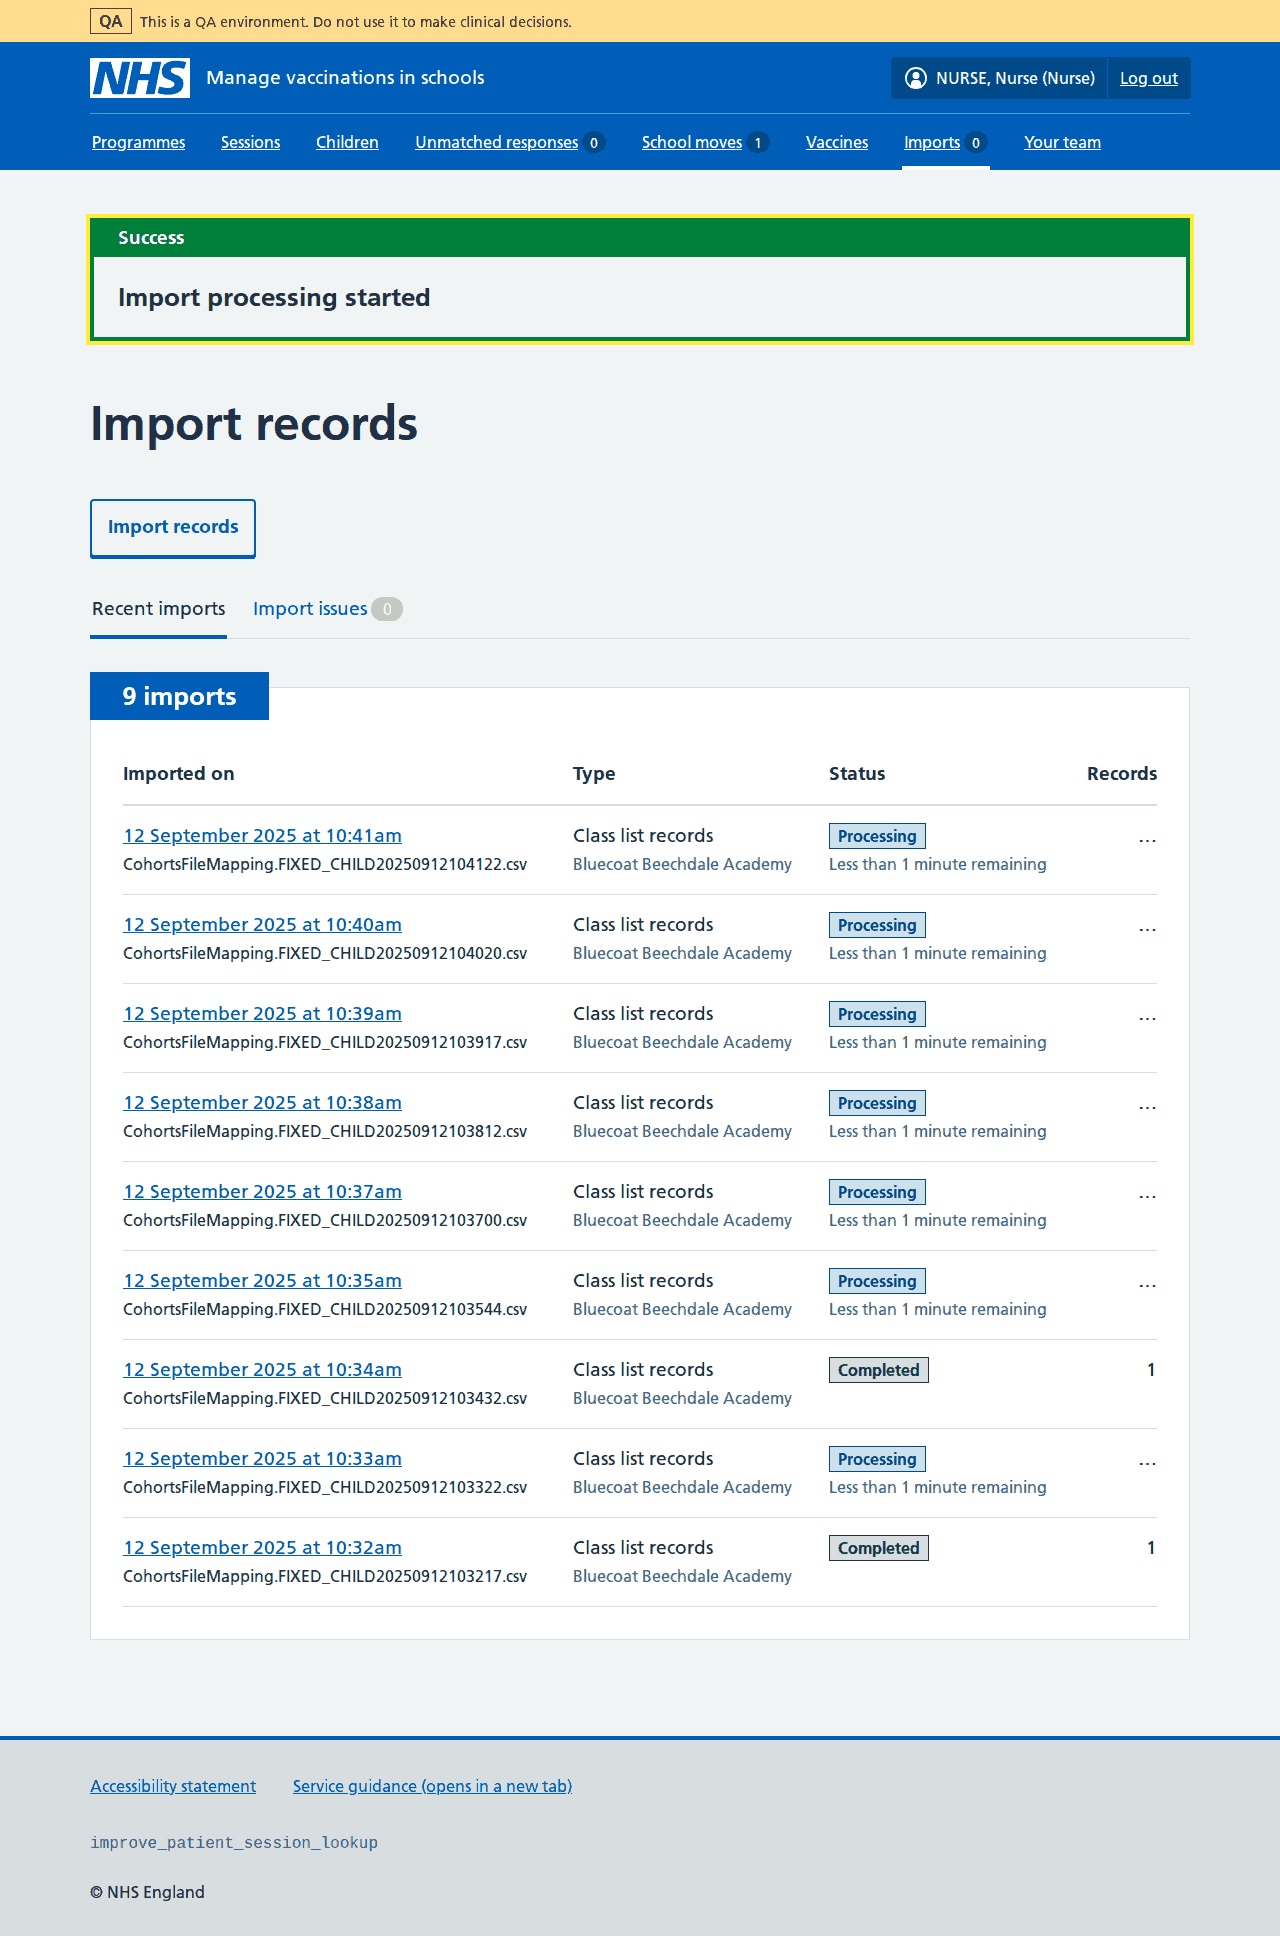 QA This is a QA environment. Do not use it to make clinical decisions.
NHS Manage vaccinations in schools NURSE, Nurse (Nurse) Log out
Programmes Sessions Children Unmatched responses 0 School moves 1 Vaccines Imports 0 Your team
Success
Import processing started
Import records
Import records
Recent imports Import issues 0
9 imports
Imported on Type Status Records
12 September 2025 at 10:41am Class list records Processing ...
CohortsFileMapping.FIXED_CHILD20250912104122.csv Bluecoat Beechdale Academy Less than 1 minute remaining
12 September 2025 at 10:40am Class list records Processing ...
CohortsFileMapping.FIXED_CHILD20250912104020.csv Bluecoat Beechdale Academy Less than 1 minute remaining
12 September 2025 at 10:39am Class list records Processing ...
CohortsFileMapping.FIXED_CHILD20250912103917.csv Bluecoat Beechdale Academy Less than 1 minute remaining
12 September 2025 at 10:38am Class list records Processing ...
CohortsFileMapping.FIXED_CHILD20250912103812.csv Bluecoat Beechdale Academy Less than 1 minute remaining
12 September 2025 at 10:37am Class list records Processing ...
CohortsFileMapping.FIXED_CHILD20250912103700.csv Bluecoat Beechdale Academy Less than 1 minute remaining
12 September 2025 at 10:35am Class list records Processing ...
CohortsFileMapping.FIXED_CHILD20250912103544.csv Bluecoat Beechdale Academy Less than 1 minute remaining
12 September 2025 at 10:34am Class list records Completed 1
CohortsFileMapping.FIXED_CHILD20250912103432.csv Bluecoat Beechdale Academy
12 September 2025 at 10:33am Class list records Processing ...
CohortsFileMapping.FIXED_CHILD20250912103322.csv Bluecoat Beechdale Academy Less than 1 minute remaining
12 September 2025 at 10:32am Class list records Completed 1
CohortsFileMapping.FIXED_CHILD20250912103217.csv Bluecoat Beechdale Academy
Accessibility statement Service guidance (opens in a new tab)
improve_patient_session_lookup
© NHS England